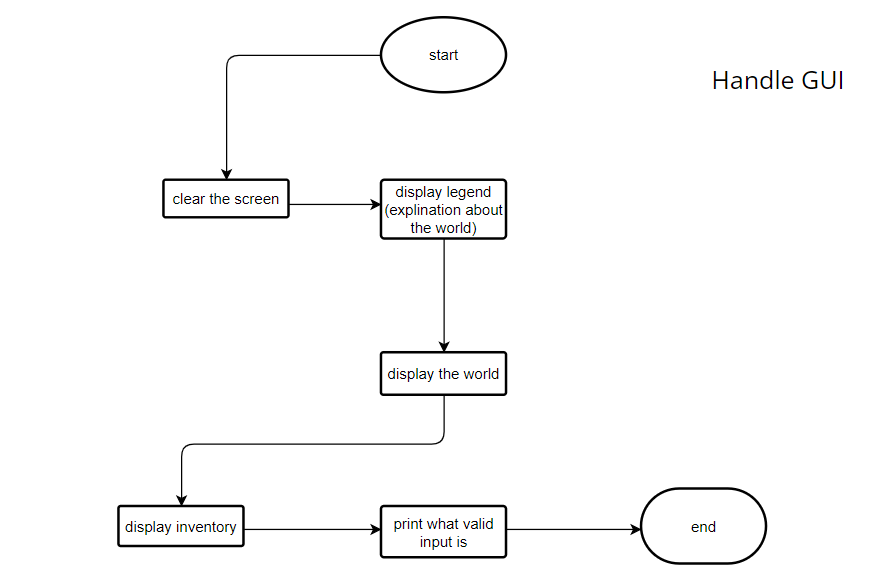 start
Handle GUI
clear the screen
display legend
(explination about
the world)
display the world
display inventory
print what valid
input is
end